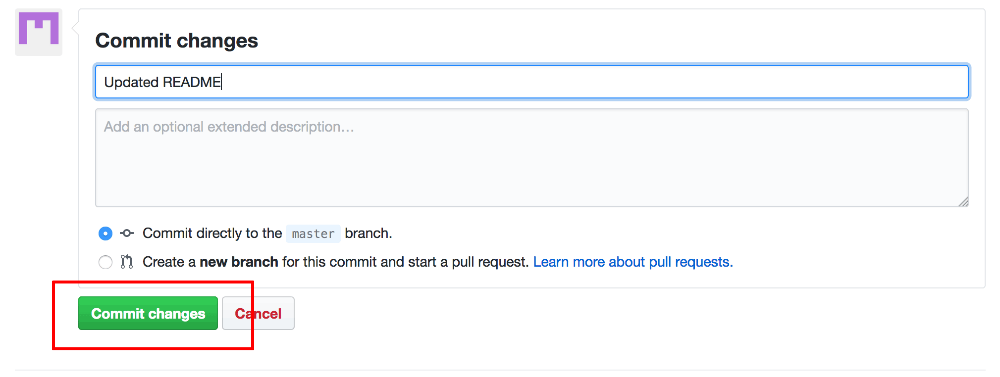 Commit changes
Updated README
Add an optional extended description…
Commit directly to the master branch.
Create a new branch for this commit and start a pull request. Learn more about pull requests.
Commit changes Cancel